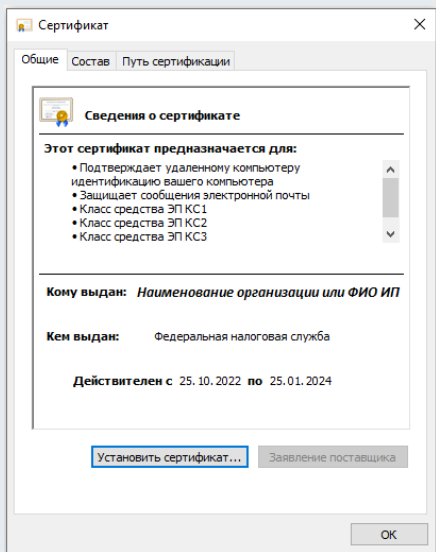 Сертификат
Общие Состав Путь сертификации
Сведения о сертификате
Этот сертификат предназначается для:
• Подтверждает удаленному компьютеру
идентификацию вашего компьютера
• Защищает сообщения электронной почты
• Класс средства ЭП КС1
• Класс средства ЭП КС2
• Класс средства ЭП КС3
Кому выдан: Наименование организации или ФИО ИП
Кем выдан: Федеральная налоговая служба
Действителен с 25.10.2022 по 25.01.2024
Установить сертификат... Заявление поставщика
ОК